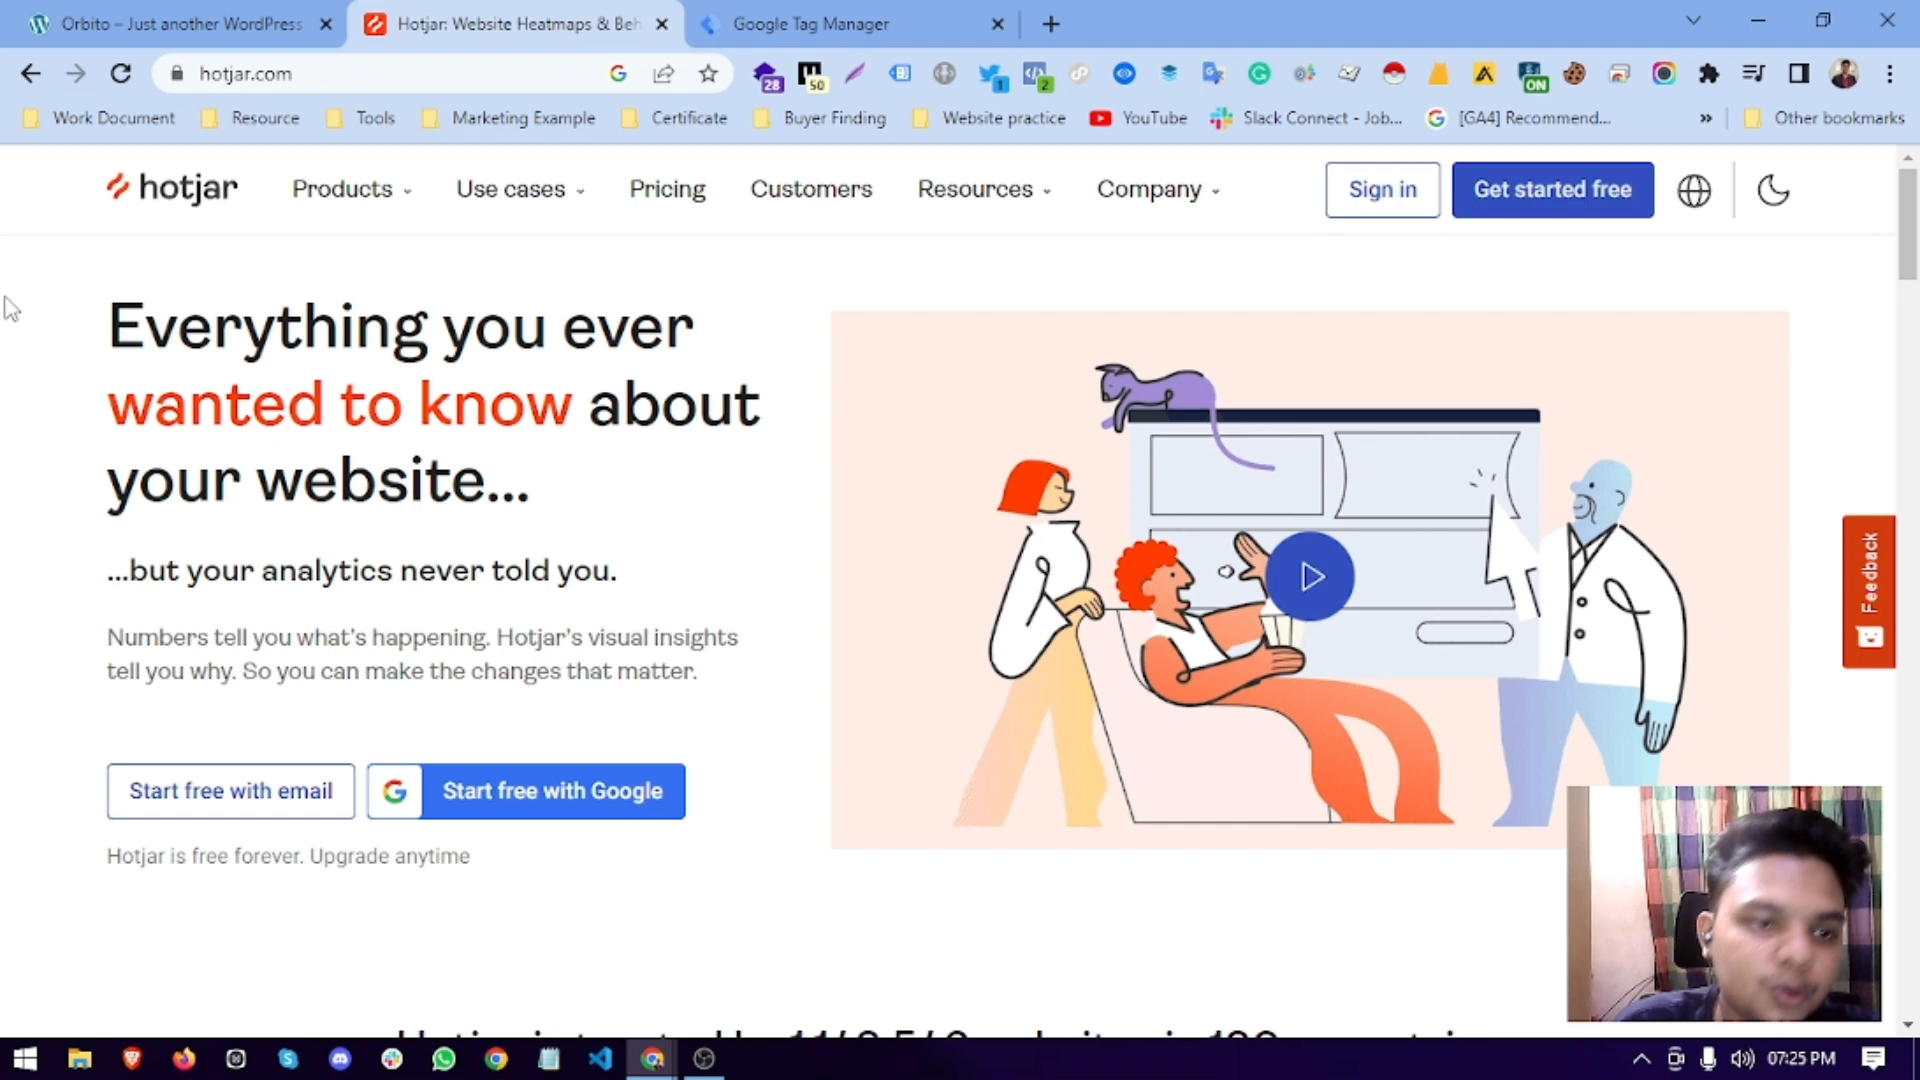 Orbito – Just another WordPress
Hotjar: Website Heatmaps & Beh
Google Tag Manager
hotjar.com
28
50
1
2
ON
Work Document
Resource
Tools
Marketing Example
Certificate
Buyer Finding
Website practice
YouTube
Slack Connect - Job...
[GA4] Recommend...
»
Other bookmarks
hotjar
Products
Use cases
Pricing
Customers
Resources
Company
Sign in
Get started free
Everything you ever
wanted to know about
your website...
...but your analytics never told you.
Numbers tell you what's happening. Hotjar's visual insights
tell you why. So you can make the changes that matter.
Start free with email
Start free with Google
Hotjar is free forever. Upgrade anytime
Feedback
07:25 PM